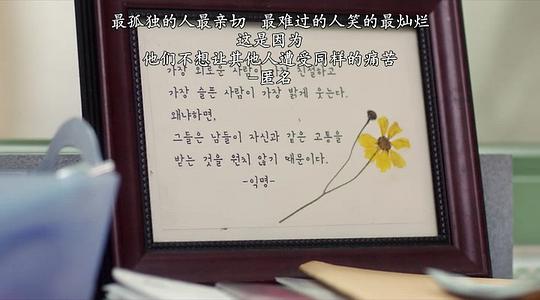 最孤独的人最亲切　最难过的人笑的最灿烂
这是因为
他们不想让其他人遭受同样的痛苦
–匿名
가장 외로운 사람이 가장 친절하고
가장 슬픈 사람이 가장 밝게 웃는다.
왜냐하면,
그들은 남들이 자신과 같은 고통을
받는 것을 원치 않기 때문이다.
-익명-